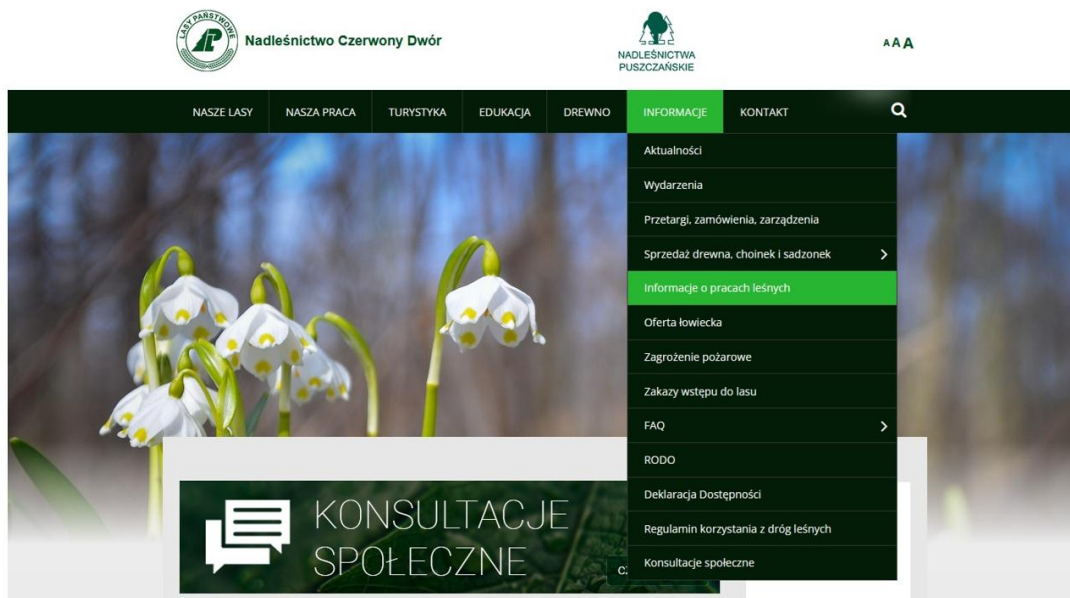 LASY PAŃSTWOWE
Nadleśnictwo Czerwony Dwór
NADLEŚNICTWA
PUSZCZAŃSKIE
A A A
NASZE LASY NASZA PRACA TURYSTYKA EDUKACJA DREWNO INFORMACJE KONTAKT
Aktualności
Wydarzenia
Przetargi, zamówienia, zarządzenia
Sprzedaż drewna, choinek i sadzonek
Informacje o pracach leśnych
Oferta łowiecka
Zagrożenie pożarowe
Zakazy wstępu do lasu
FAQ
RODO
Deklaracja Dostępności
Regulamin korzystania z dróg leśnych
Konsultacje społeczne
KONSULTACJE
SPOŁECZNE